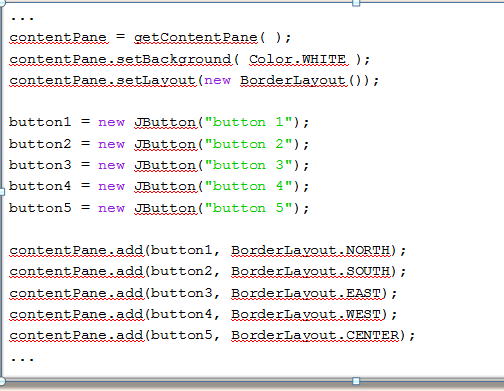 ...
contentPane = getContentPane( );
contentPane.setBackground( Color.WHITE );
contentPane.setLayout(new BorderLayout());
button1 = new JButton("button 1");
button2 = new JButton("button 2");
button3 = new JButton("button 3");
button4 = new JButton("button 4");
button5 = new JButton("button 5");
contentPane.add(button1, BorderLayout.NORTH);
contentPane.add(button2, BorderLayout.SOUTH);
contentPane.add(button3, BorderLayout.EAST);
contentPane.add(button4, BorderLayout.WEST);
contentPane.add(button5, BorderLayout.CENTER);
...